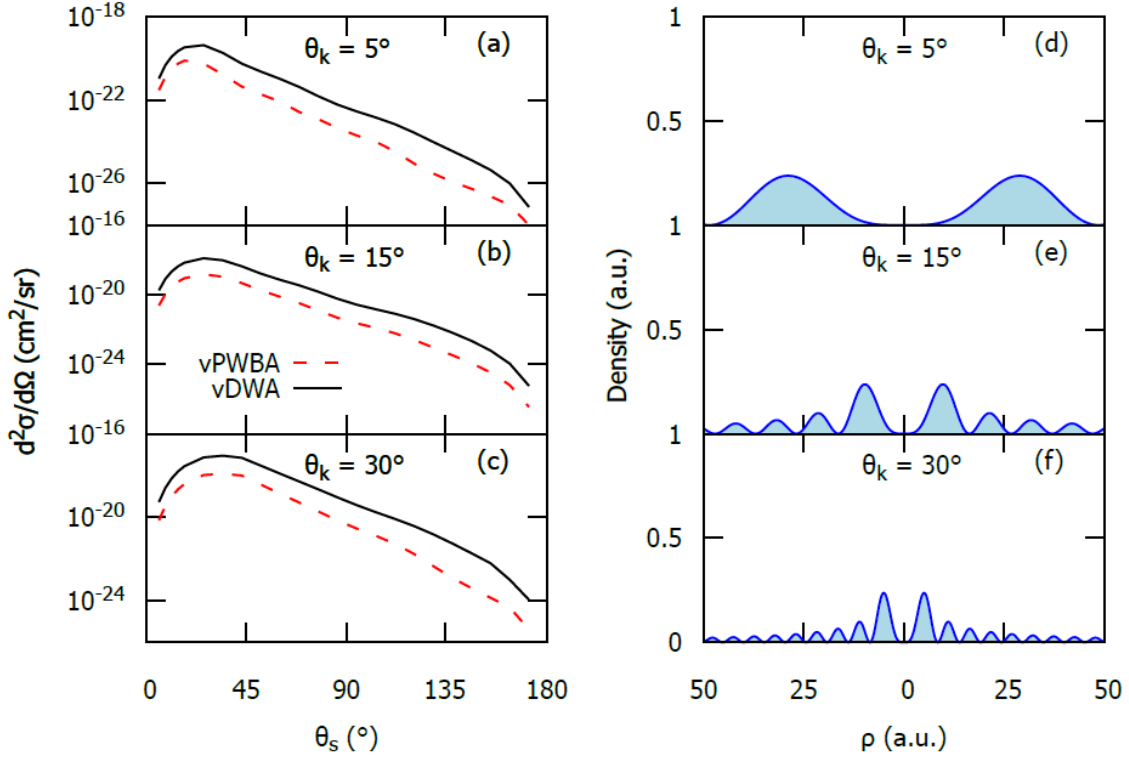 10⁻¹⁸
θₖ = 5°
(a)
10⁻²²
10⁻²⁶
10⁻¹⁶
θₖ = 15°
(b)
10⁻²⁰
vPWBA
10⁻²⁴
vDWA
10⁻¹⁶
θₖ = 30°
(c)
10⁻²⁰
10⁻²⁴
0 45 90 135 180
θₛ (°)
d²σ/dΩ (cm²/sr)
1
θₖ = 5°
(d)
0.5
1
θₖ = 15°
(e)
0.5
1
θₖ = 30°
(f)
0.5
0
50 25 0 25 50
ρ (a.u.)
Density (a.u.)